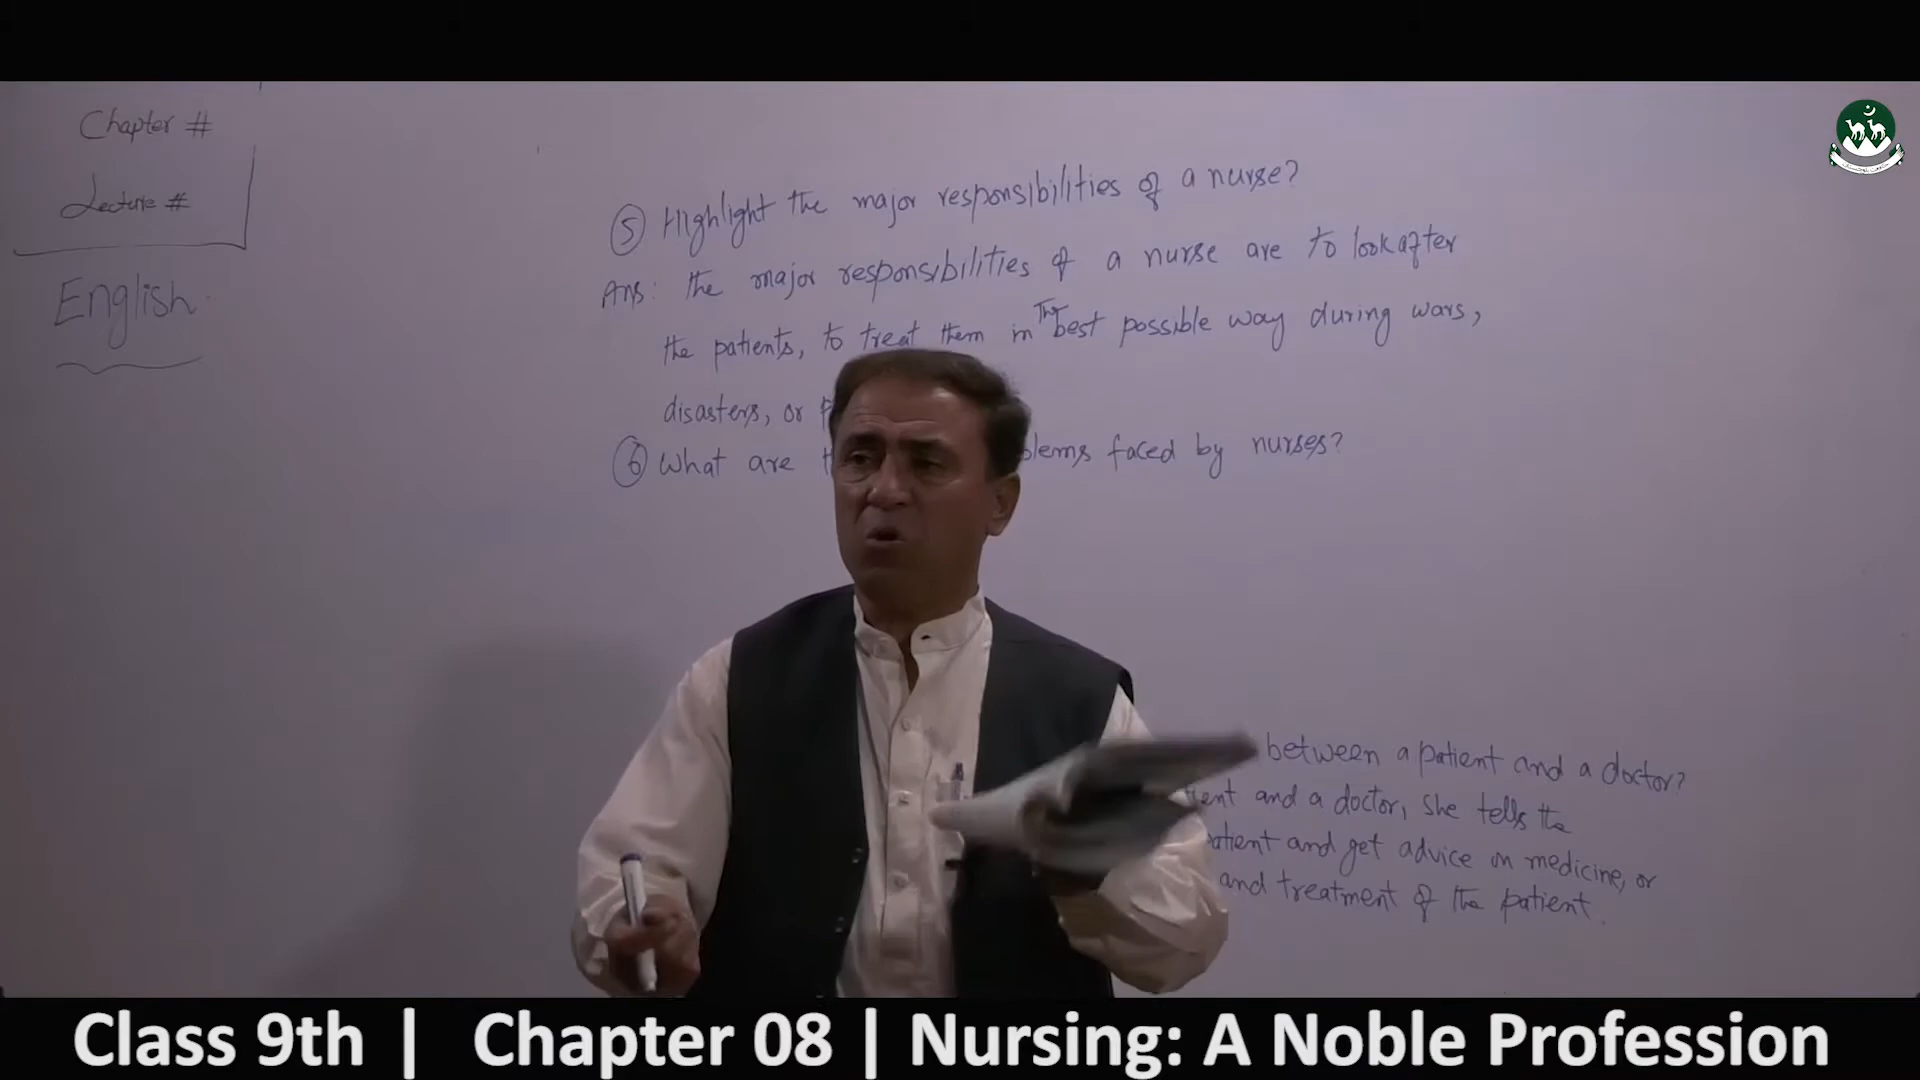 Chapter #
Lecture #
English
⑤ Highlight the major responsibilities of a nurse?
Ans: the major responsibilities of a nurse are to look after
the patients, to treat them in The best possible way during wars,
disasters, or
⑥ What are blems faced by nurses?
between a patient and a doctor?
and a doctor, she tells the
patient and get advice on medicine, or
and treatment of the patient.
Class 9th | Chapter 08 | Nursing: A Noble Profession